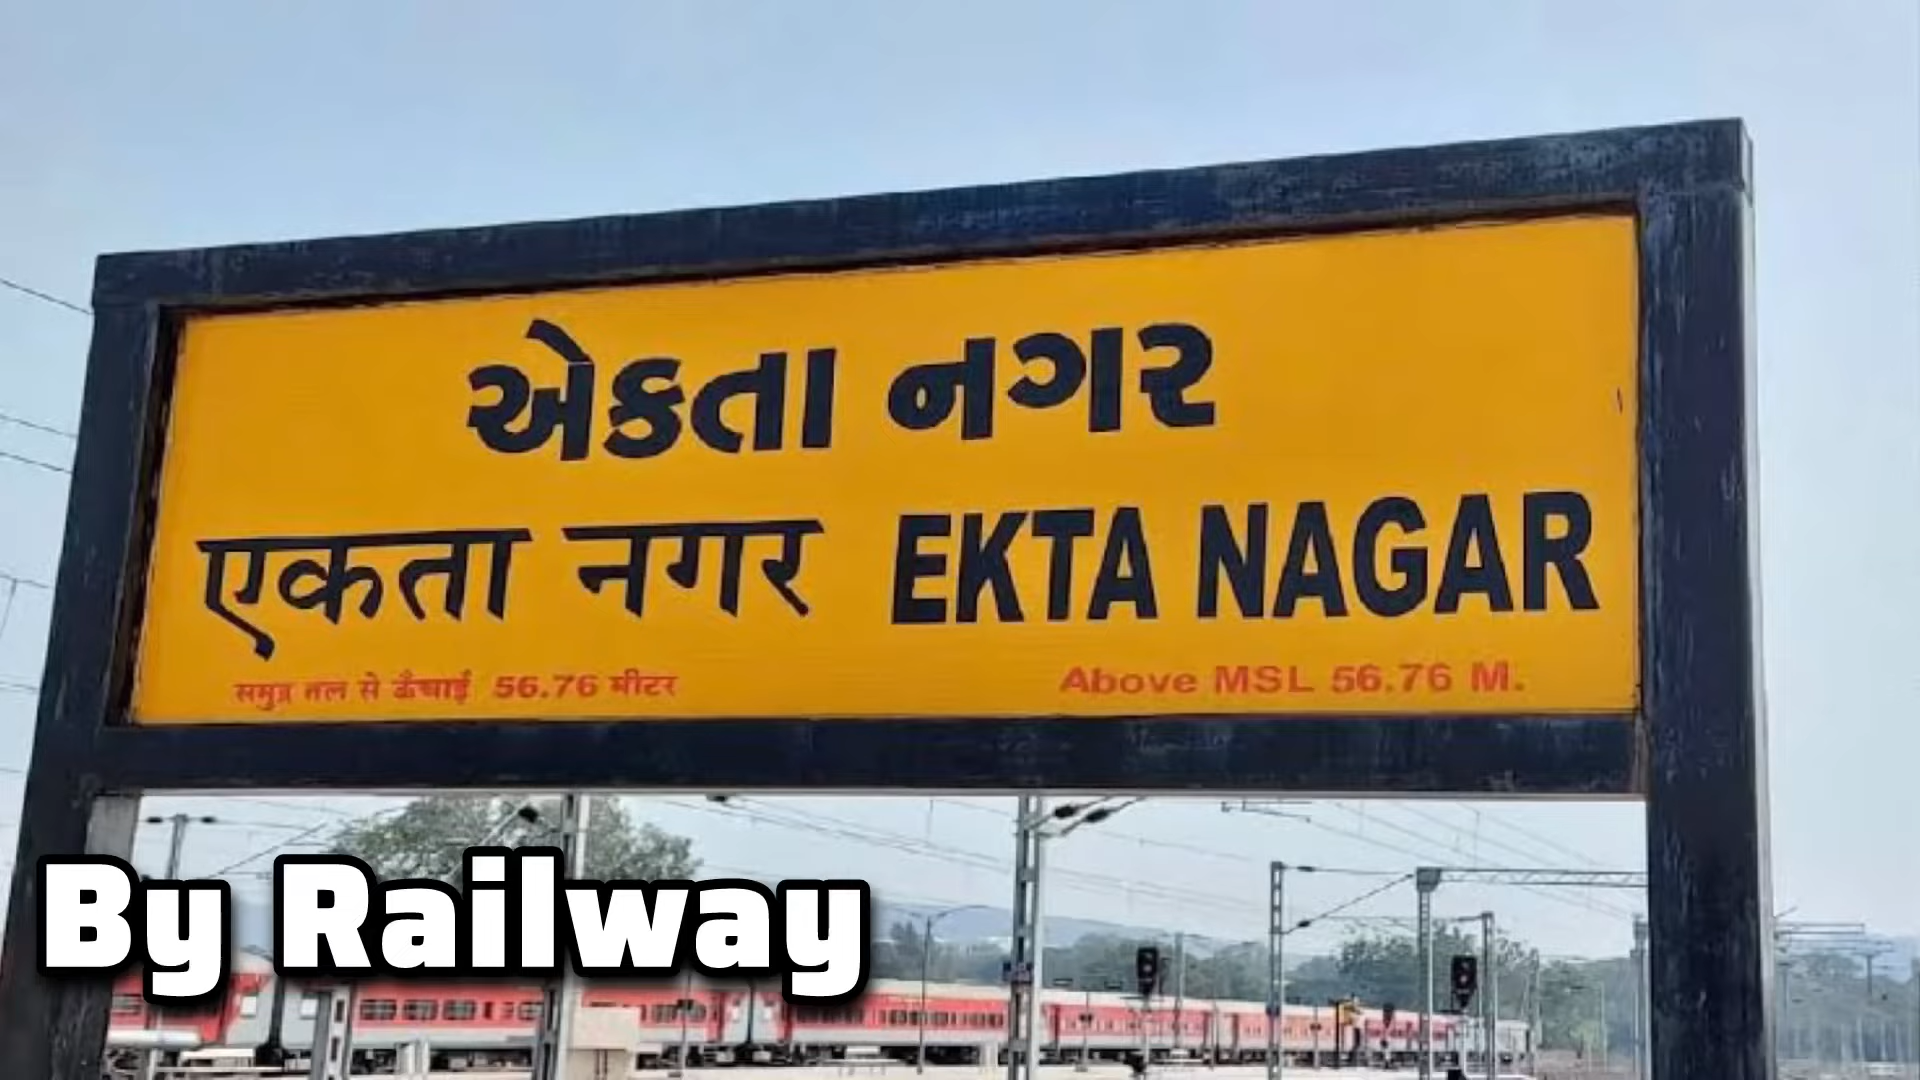 એકતા નગર
एकता नगर EKTA NAGAR
समुद्र तल से ऊँचाई 56.76 मीटर Above MSL 56.76 M.
By Railway